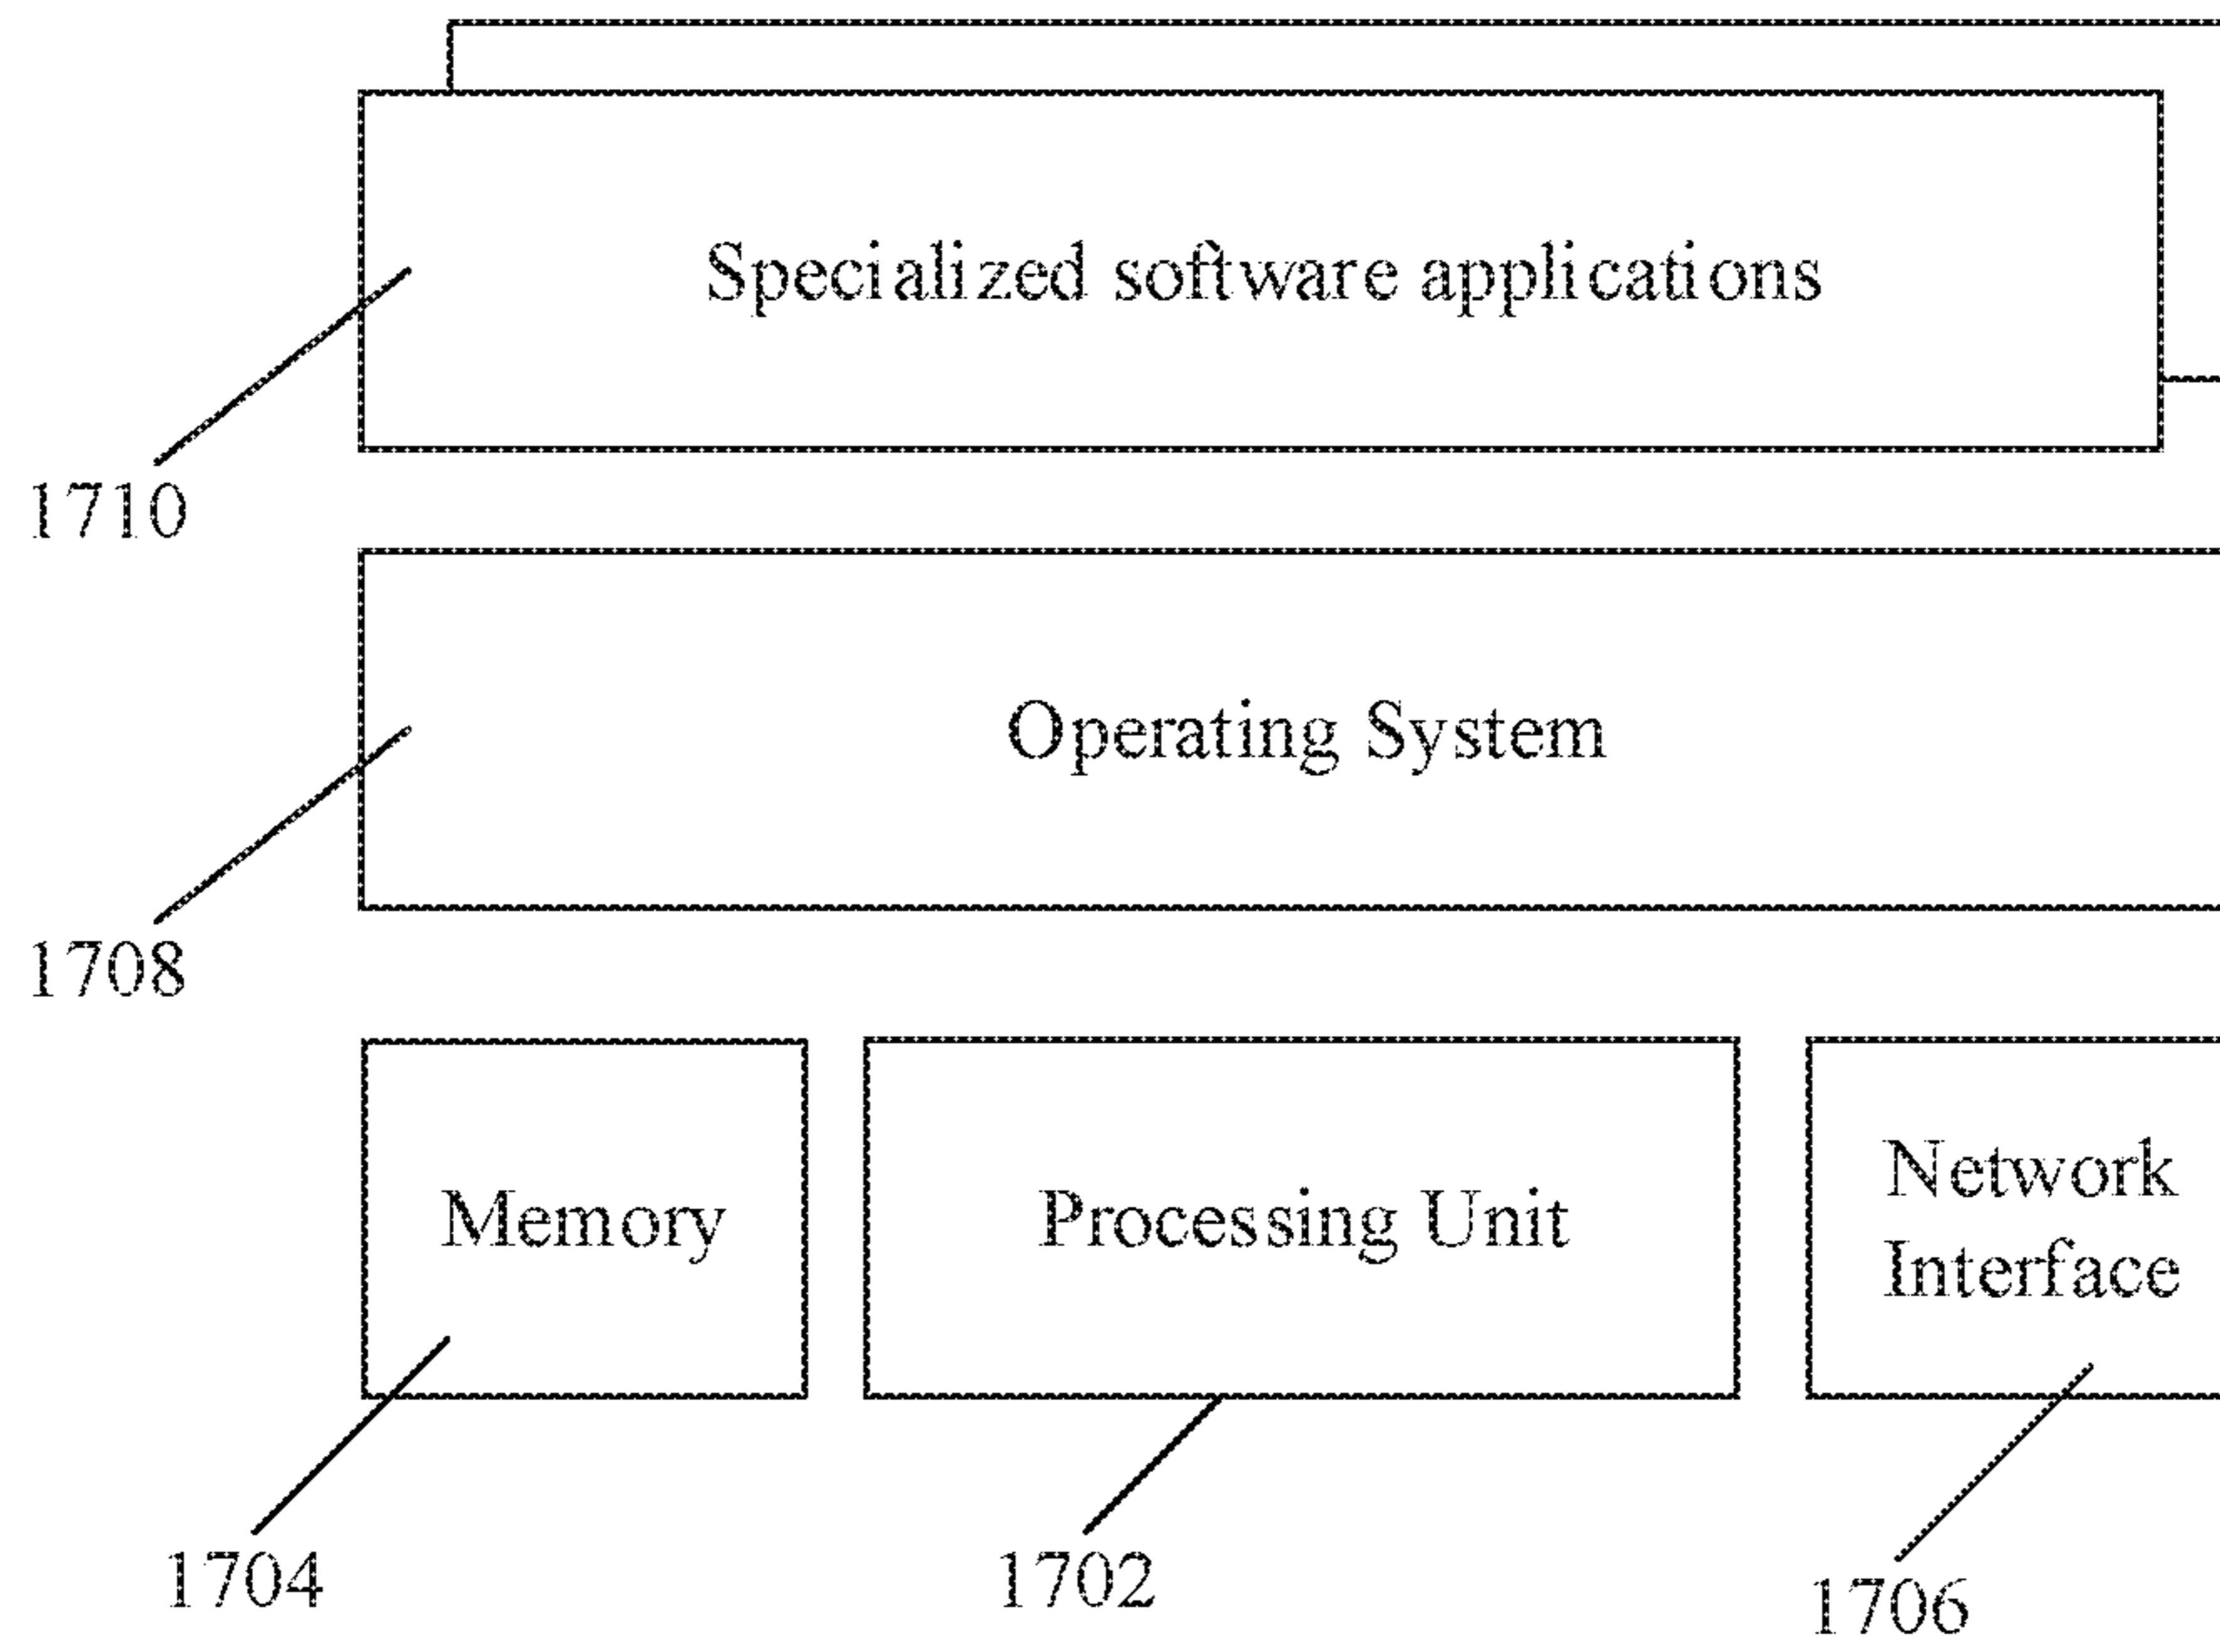 Specialized software applications
1710
Operating System
1708
Memory
Processing Unit
Network
Interface
1704
1702
1706